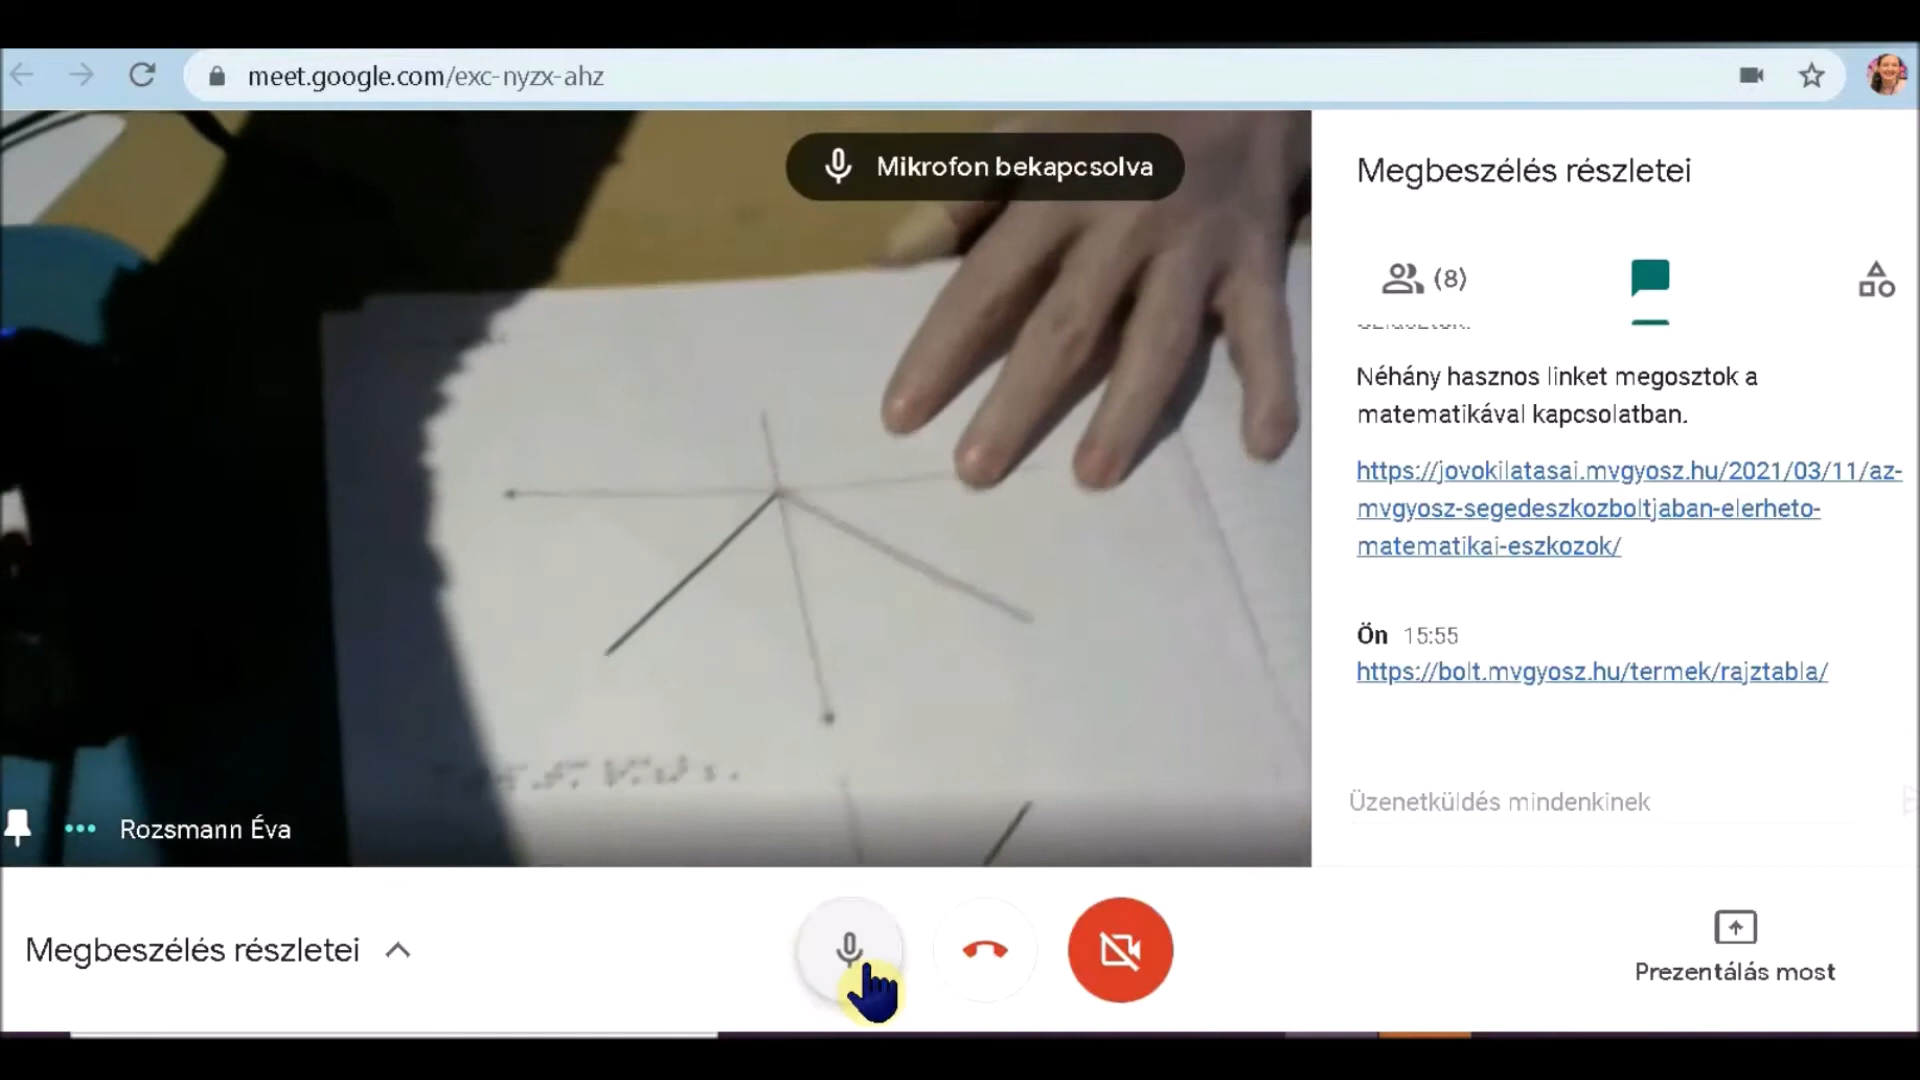 meet.google.com/exc-nyzx-ahz
Mikrofon bekapcsolva
Megbeszélés részletei
(8)
Néhány hasznos linket megosztok a
matematikával kapcsolatban.
https://jovokilatasai.mvgyosz.hu/2021/03/11/az-
mvgyosz-segedeszkozboltjaban-elerheto-
matematikai-eszkozok/
Ön 15:55
https://bolt.mvgyosz.hu/termek/rajztabla/
Üzenetküldés mindenkinek
Rozsmann Éva
Megbeszélés részletei
Prezentálás most